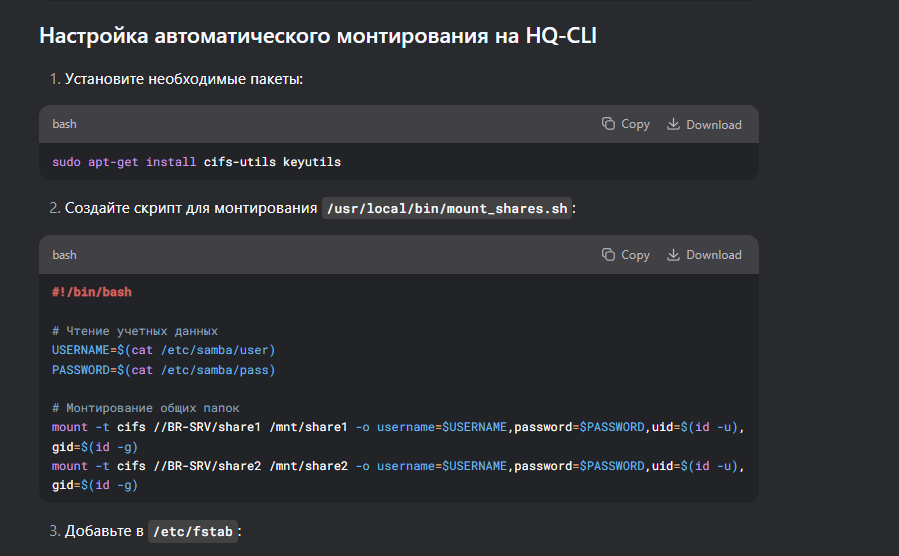 Настройка автоматического монтирования на HQ-CLI
1. Установите необходимые пакеты:
bash
Copy
Download
sudo apt-get install cifs-utils keyutils
2. Создайте скрипт для монтирования /usr/local/bin/mount_shares.sh:
bash
Copy
Download
#!/bin/bash
# Чтение учетных данных
USERNAME=$(cat /etc/samba/user)
PASSWORD=$(cat /etc/samba/pass)
# Монтирование общих папок
mount -t cifs //BR-SRV/share1 /mnt/share1 -o username=$USERNAME,password=$PASSWORD,uid=$(id -u),
gid=$(id -g)
mount -t cifs //BR-SRV/share2 /mnt/share2 -o username=$USERNAME,password=$PASSWORD,uid=$(id -u),
gid=$(id -g)
3. Добавьте в /etc/fstab: